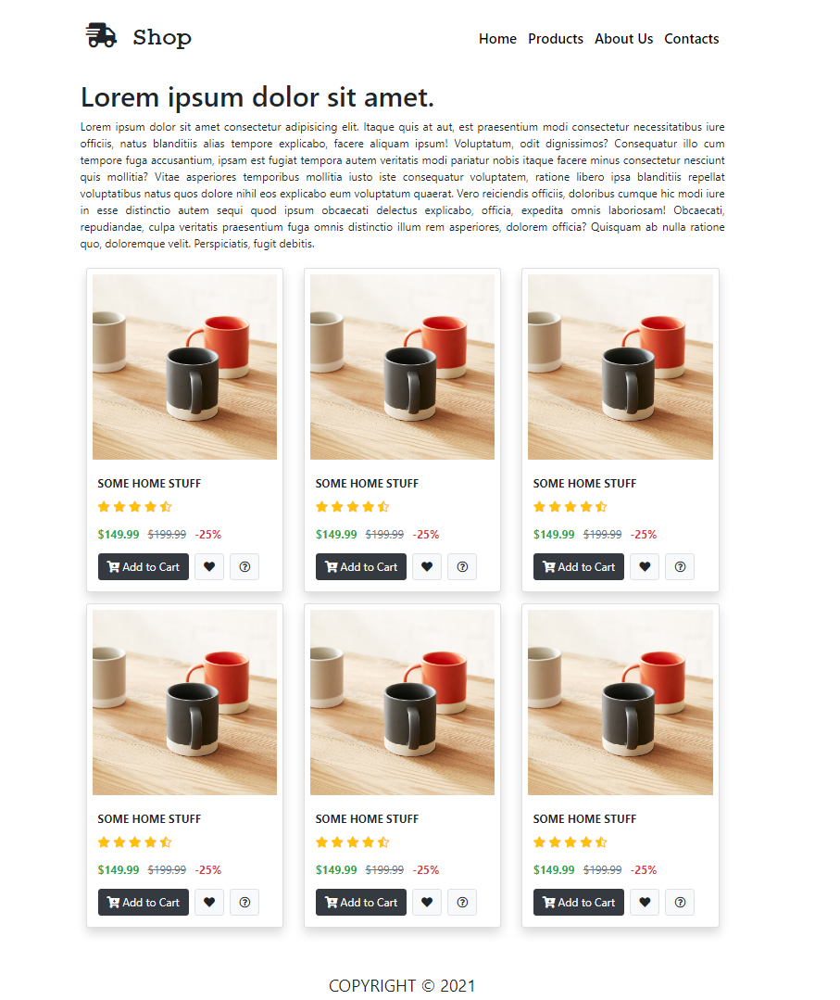 Shop
Home Products About Us Contacts
Lorem ipsum dolor sit amet.
Lorem ipsum dolor sit amet consectetur adipisicing elit. Itaque quis at aut, est praesentium modi consectetur necessitatibus iure
officiis, natus blanditiis alias tempore explicabo, facere aliquam ipsum! Voluptatum, odit dignissimos? Consequatur illo cum
tempore fuga accusantium, ipsam est fugiat tempora autem veritatis modi pariatur nobis itaque facere minus consectetur nesciunt
quis mollitia? Vitae asperiores temporibus mollitia iusto iste consequatur voluptatem, ratione libero ipsa blanditiis repellat
voluptatibus natus quos dolore nihil eos explicabo eum voluptatum quaerat. Vero reiciendis officiis, doloribus cumque hic modi iure
in esse distinctio autem sequi quod ipsum obcaecati delectus explicabo, officia, expedita omnis laboriosam! Obcaecati,
repudiandae, culpa veritatis praesentium fuga omnis distinctio illum rem asperiores, dolorem officia? Quisquam ab nulla ratione
quo, doloremque velit. Perspiciatis, fugit debitis.
SOME HOME STUFF SOME HOME STUFF SOME HOME STUFF
$149.99 $199.99 -25% $149.99 $199.99 -25% $149.99 $199.99 -25%
Add to Cart Add to Cart Add to Cart
SOME HOME STUFF SOME HOME STUFF SOME HOME STUFF
$149.99 $199.99 -25% $149.99 $199.99 -25% $149.99 $199.99 -25%
Add to Cart Add to Cart Add to Cart
COPYRIGHT © 2021